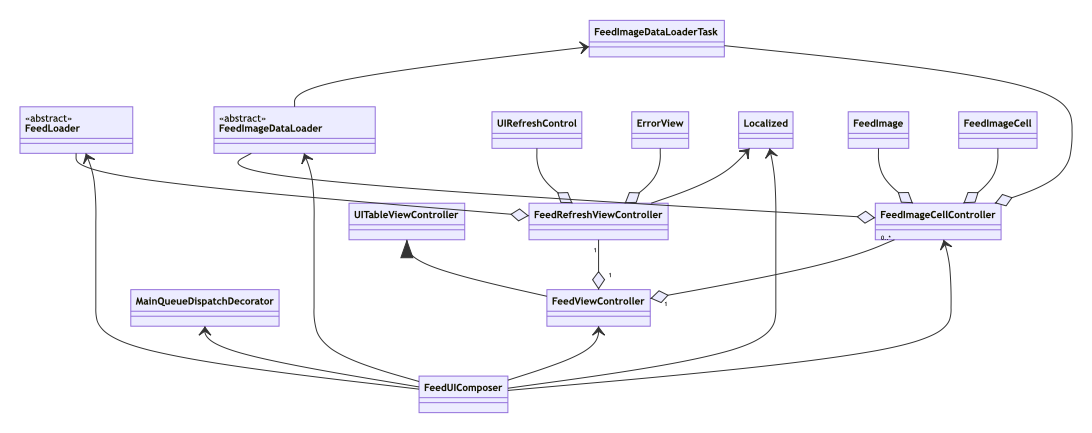 FeedImageDataLoaderTask
«abstract»
FeedLoader
«abstract»
FeedImageDataLoader
UIRefreshControl
ErrorView
Localized
FeedImage
FeedImageCell
UITableViewController
FeedRefreshViewController
FeedImageCellController
0..*
1
1
1
MainQueueDispatchDecorator
FeedViewController
FeedUIComposer